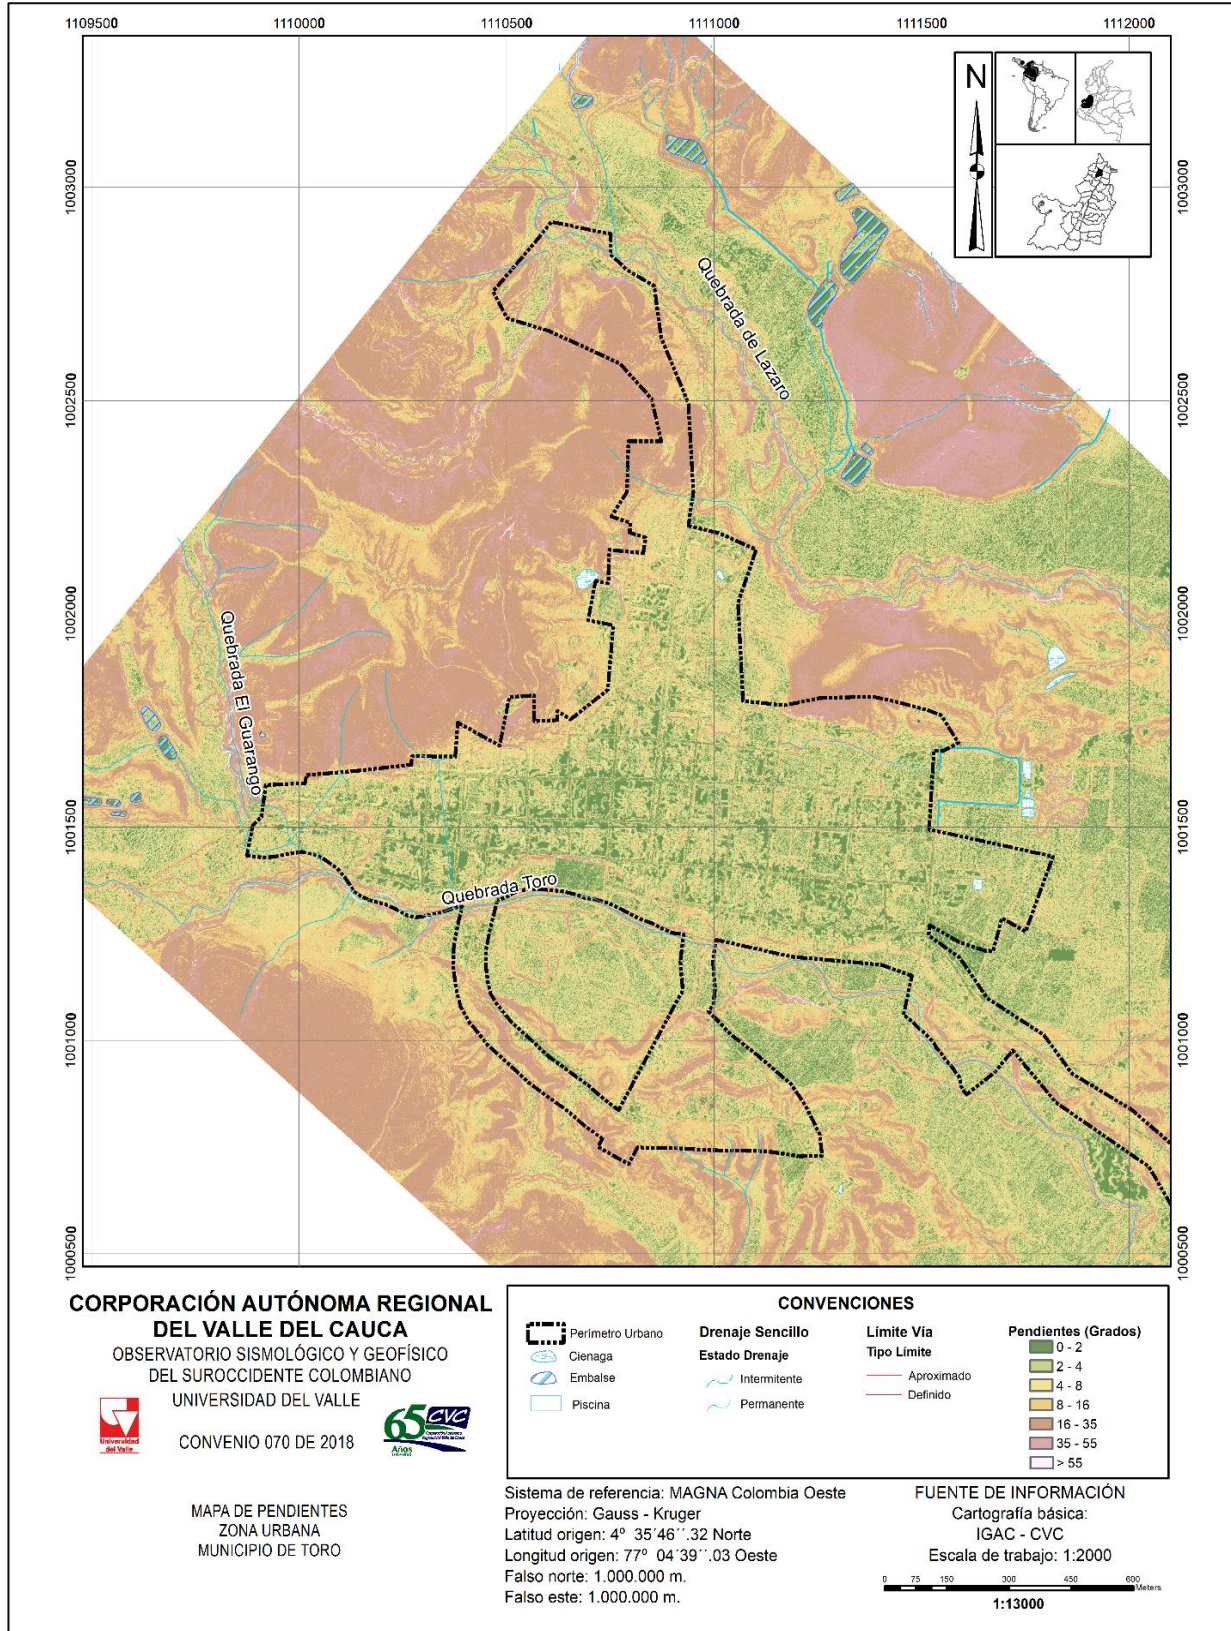 1109500 1110000 1110500 1111000 1111500 1112000
N
1003000
1003000
1002500
1002500
1002000
1002000
1001500
1001500
1001000
1001000
1000500
1000500
Quebrada de Lazaro
Quebrada El Guarango
Quebrada Toro
CORPORACIÓN AUTÓNOMA REGIONAL
DEL VALLE DEL CAUCA
OBSERVATORIO SISMOLÓGICO Y GEOFÍSICO
DEL SUROCCIDENTE COLOMBIANO
UNIVERSIDAD DEL VALLE
CONVENIO 070 DE 2018
Universidad
del Valle
65 CVC
Años
MAPA DE PENDIENTES
ZONA URBANA
MUNICIPIO DE TORO
CONVENCIONES
Perimetro Urbano
Cienaga
Embalse
Piscina
Drenaje Sencillo
Estado Drenaje
Intermitente
Permanente
Límite Vía
Tipo Límite
Aproximado
Definido
Pendientes (Grados)
0 - 2
2 - 4
4 - 8
8 - 16
16 - 35
35 - 55
> 55
Sistema de referencia: MAGNA Colombia Oeste
Proyección: Gauss - Kruger
Latitud origen: 4º 35´46´´.32 Norte
Longitud origen: 77º 04´39´´.03 Oeste
Falso norte: 1.000.000 m.
Falso este: 1.000.000 m.
FUENTE DE INFORMACIÓN
Cartografía básica:
IGAC - CVC
Escala de trabajo: 1:2000
0 75 150 300 450 600
Meters
1:13000